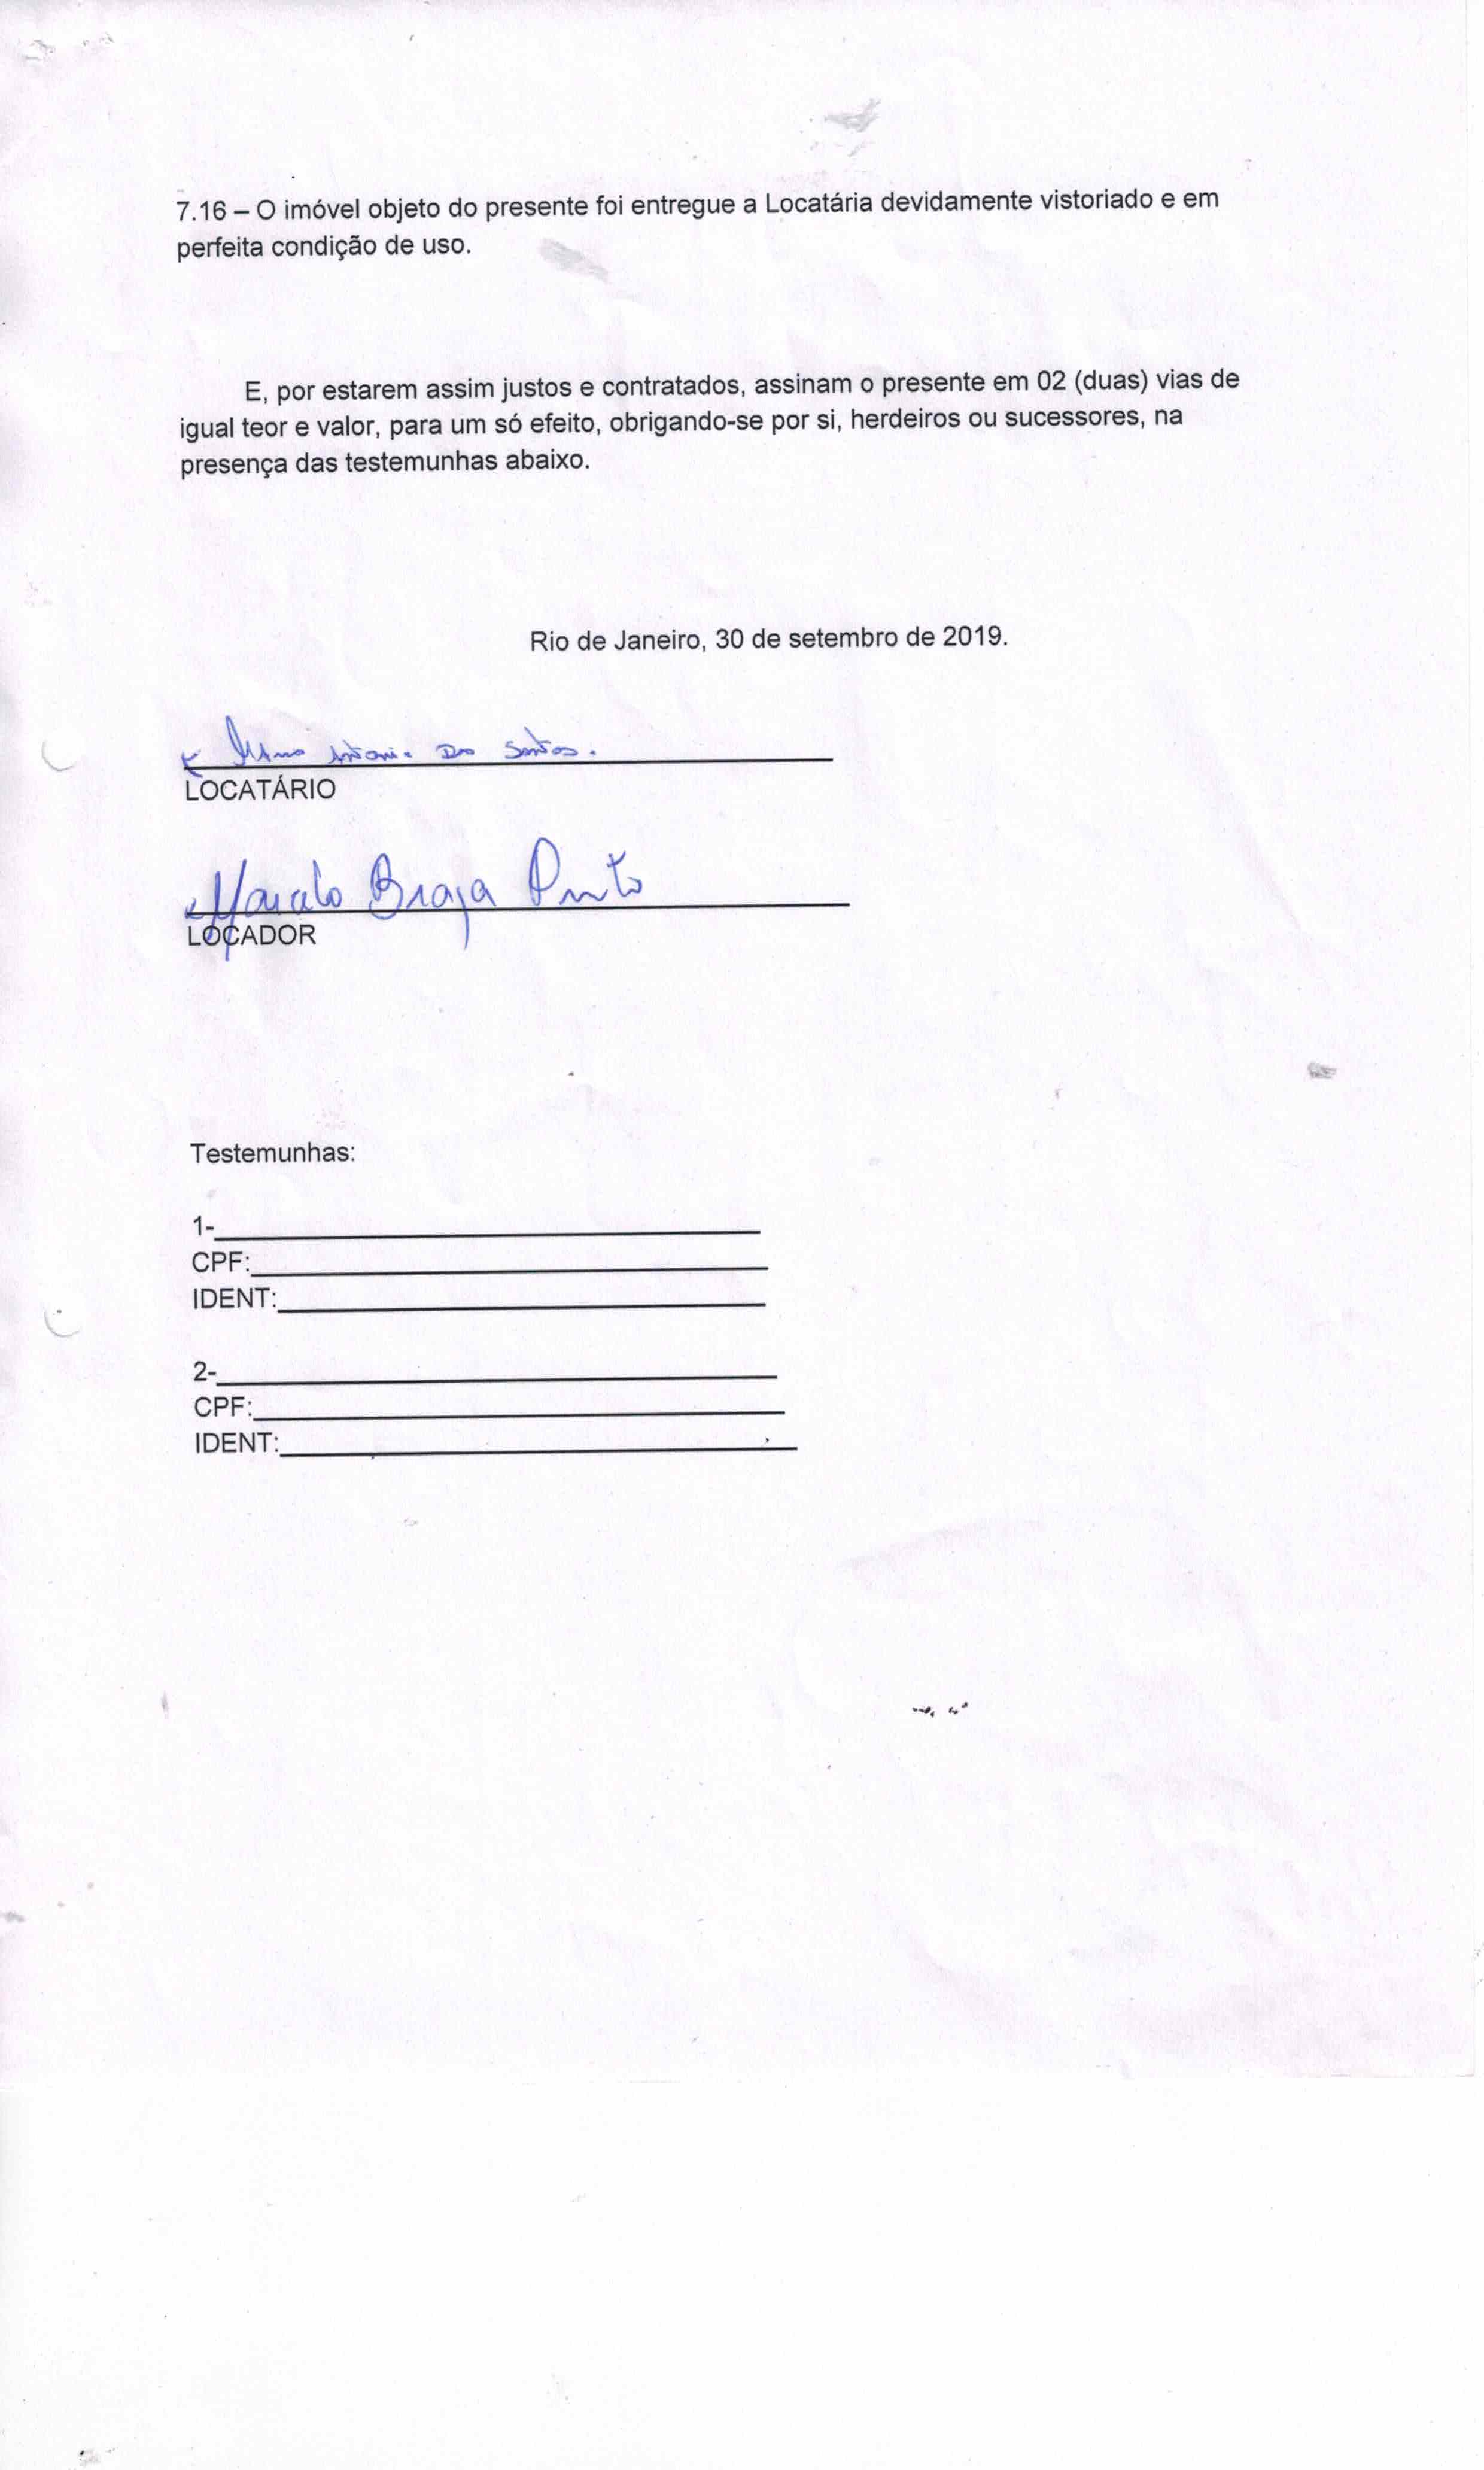 7.16 – O imóvel objeto do presente foi entregue a Locatária devidamente vistoriado e em
perfeita condição de uso.
E, por estarem assim justos e contratados, assinam o presente em 02 (duas) vias de
igual teor e valor, para um só efeito, obrigando-se por si, herdeiros ou sucessores, na
presença das testemunhas abaixo.
Rio de Janeiro, 30 de setembro de 2019.
Dos Santos.
LOCATÁRIO
Braga Pinto
LOCADOR
Testemunhas:
1-
CPF:
IDENT:
2-
CPF:
IDENT: